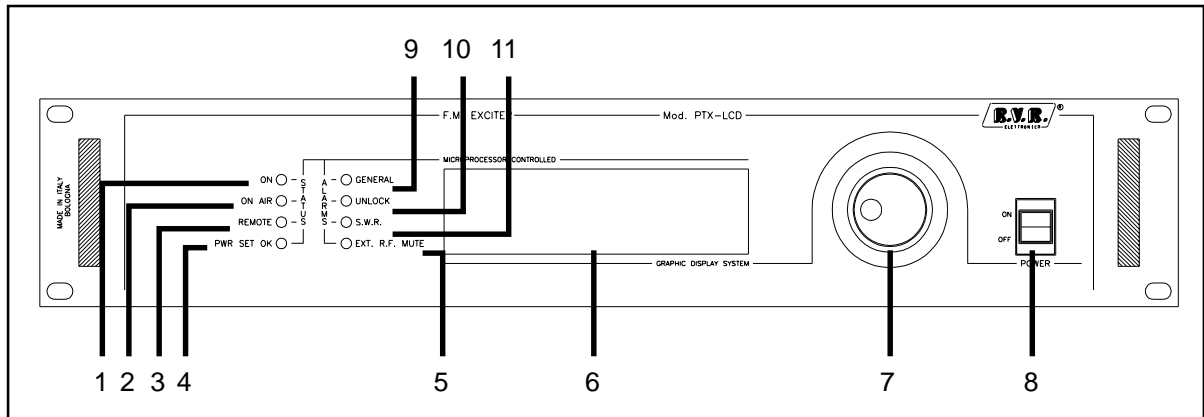 9 10 11
F.M. EXCITER Mod. PTX-LCD
R.V.R.®
ELETTRONICA
MICROPROCESSOR CONTROLLED
MADE IN ITALY
BOLOGNA
ON
ON AIR
REMOTE
PWR SET OK
STATUS
ALARMS
GENERAL
UNLOCK
S.W.R.
EXT. R.F. MUTE
GRAPHIC DISPLAY SYSTEM
ON
OFF
POWER
1 2 3 4 5 6 7 8